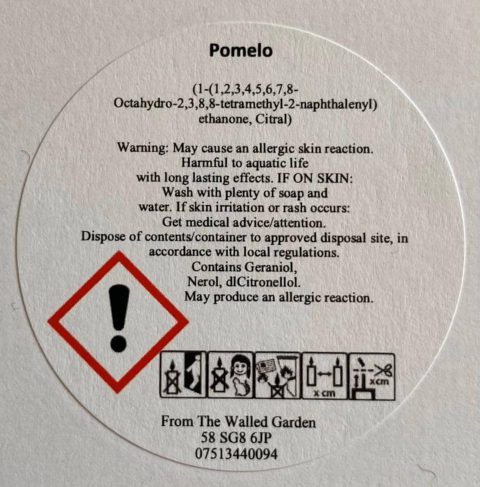 Pomelo
(1-(1,2,3,4,5,6,7,8-
Octahydro-2,3,8,8-tetramethyl-2-naphthalenyl)
ethanone, Citral)
Warning: May cause an allergic skin reaction.
Harmful to aquatic life
with long lasting effects. IF ON SKIN:
Wash with plenty of soap and
water. If skin irritation or rash occurs:
Get medical advice/attention.
Dispose of contents/container to approved disposal site, in
accordance with local regulations.
Contains Geraniol,
Nerol, dlCitronellol.
May produce an allergic reaction.
!
x cm
x cm
From The Walled Garden
58 SG8 6JP
07513440094